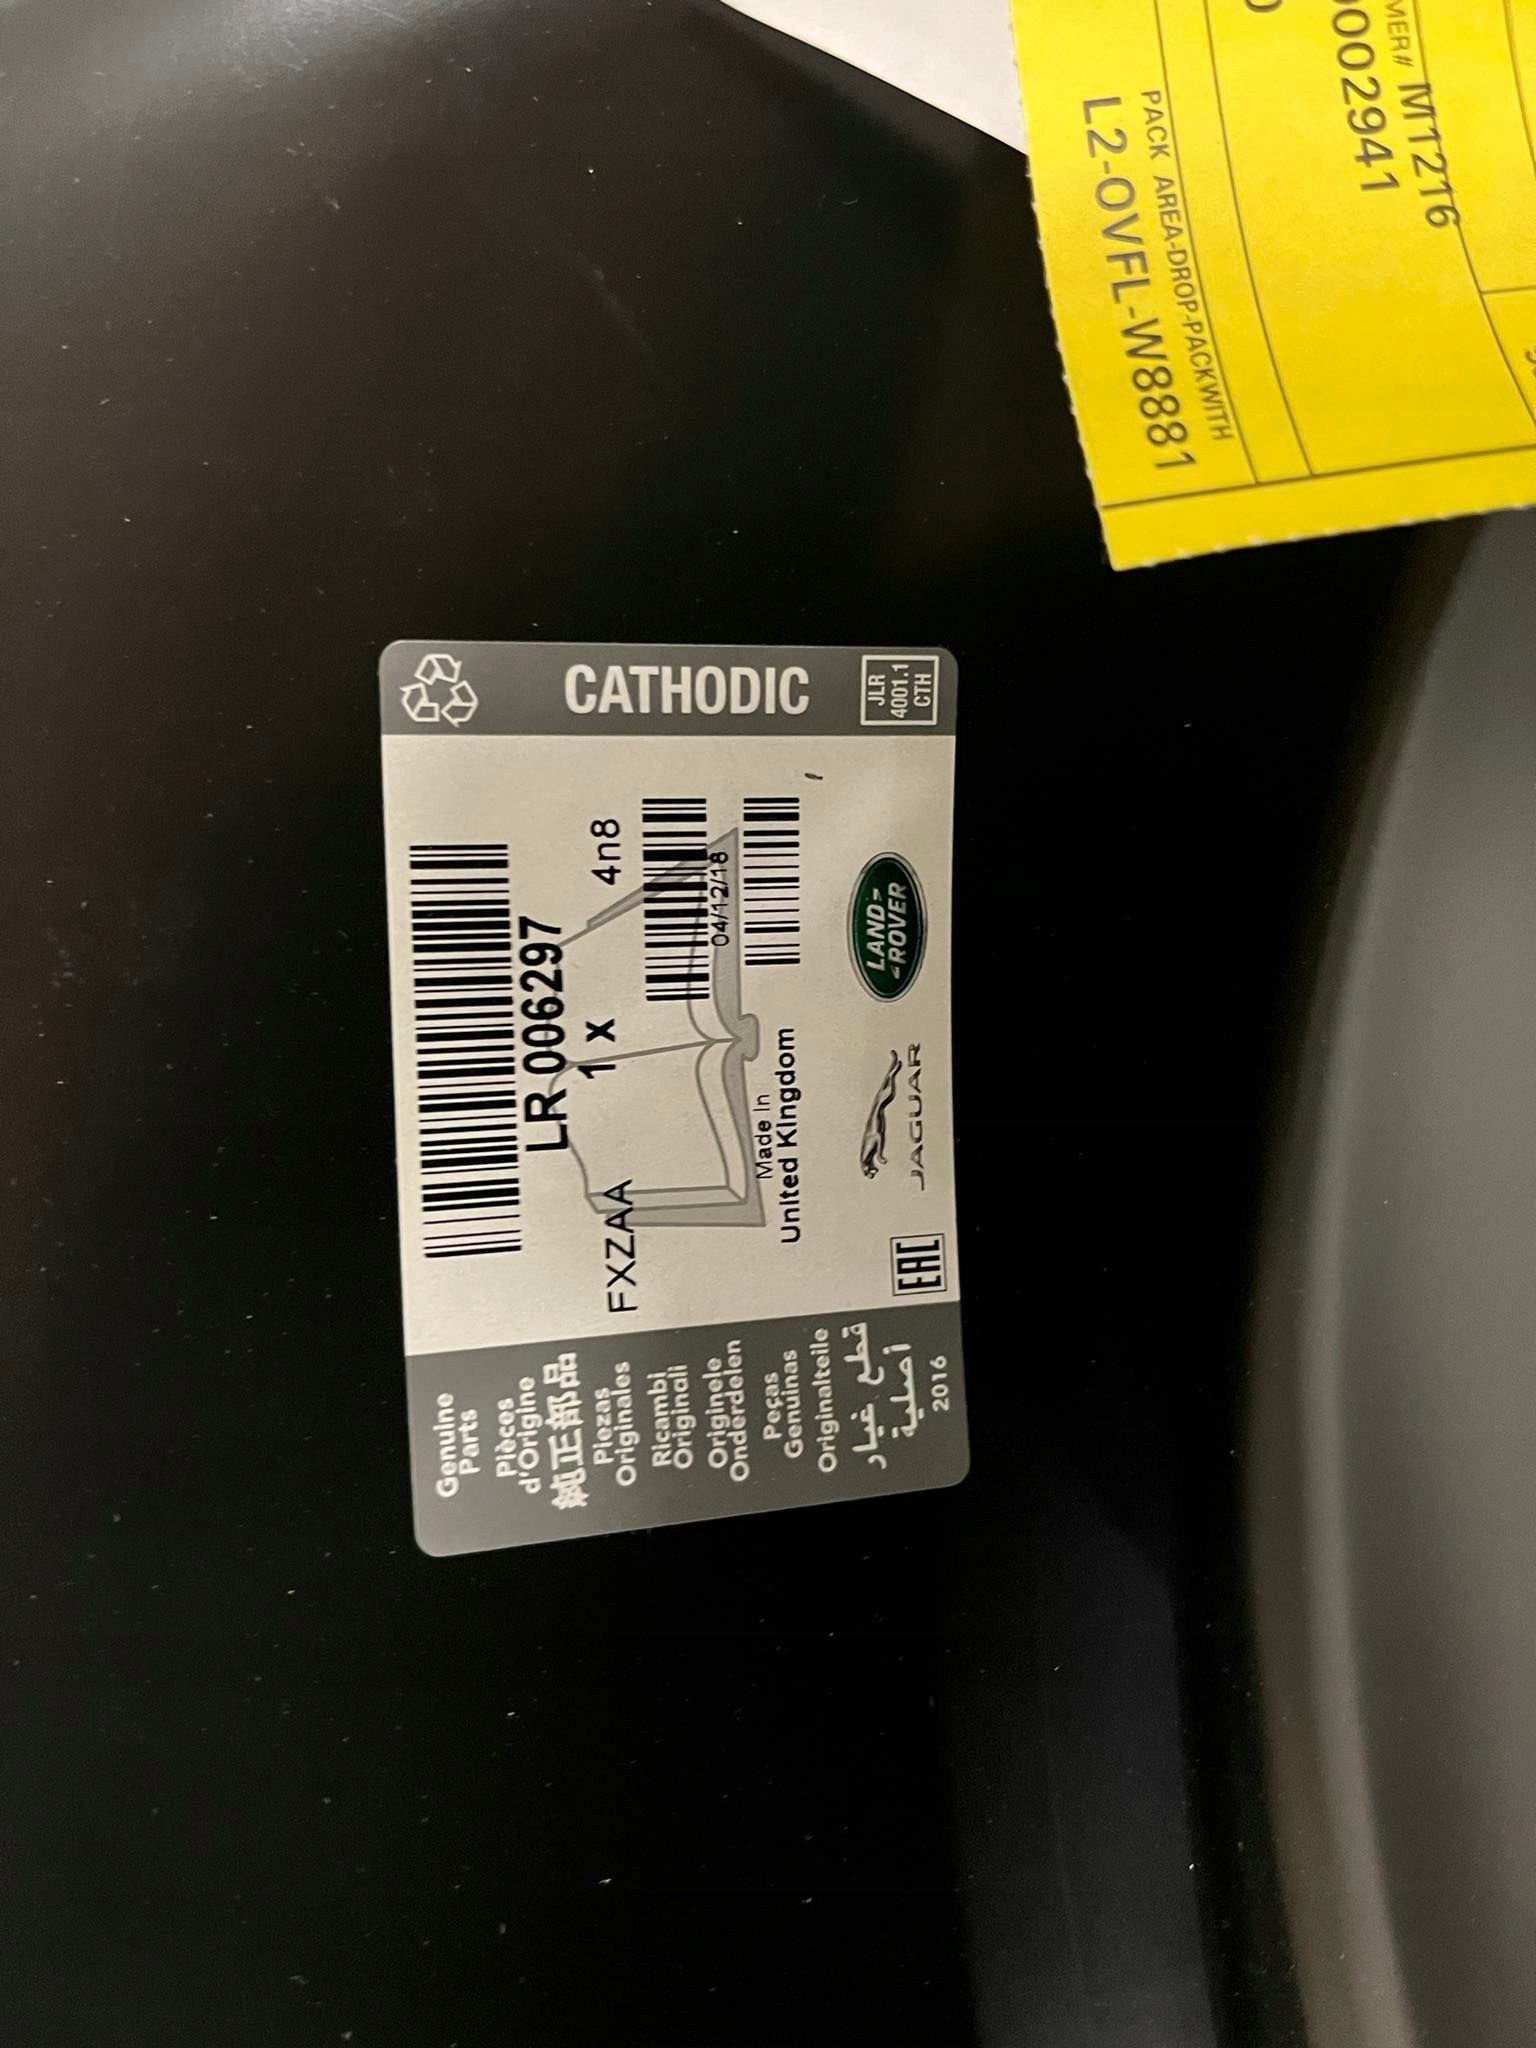 CATHODIC
JLR
4001.1
CTH
LR 006297
FXZAA
1 x
4n8
04/12/18
Made In
United Kingdom
EAC
JAGUAR
LAND
ROVER
Genuine
Parts
Pièces
d'Origine
純正部品
Piezas
Originales
Ricambi
Originali
Originele
Onderdelen
Peças
Genuinas
Originalteile
قطع غيار
أصلية
2016
PACK AREA-DROP-PACKWITH
L2-OVFL-W8881
MER# M1216
0002941